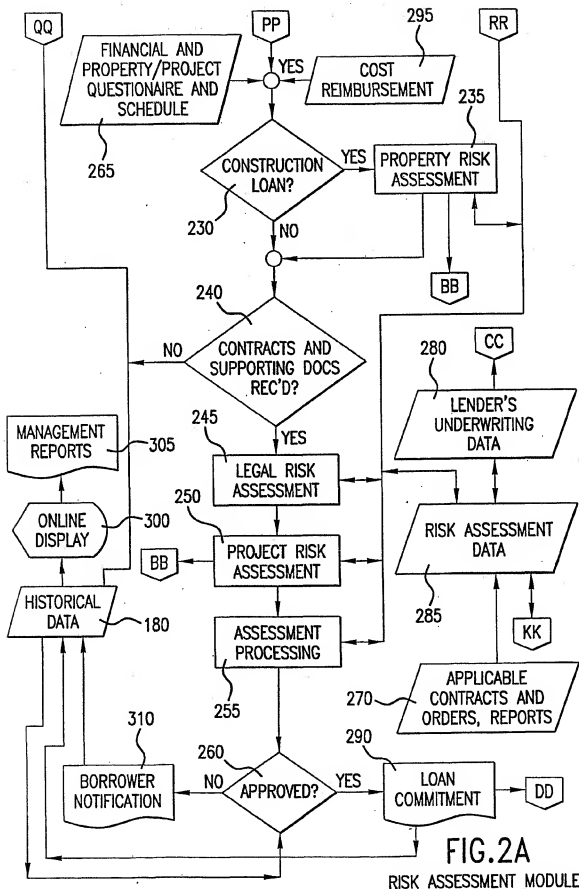 QQ
PP
RR
FINANCIAL AND
PROPERTY/PROJECT
QUESTIONAIRE AND
SCHEDULE
265
YES
295
COST
REIMBURSEMENT
235
CONSTRUCTION
LOAN?
230
YES
PROPERTY RISK
ASSESSMENT
NO
BB
240
NO
CONTRACTS AND
SUPPORTING DOCS
REC'D?
YES
CC
280
LENDER'S
UNDERWRITING
DATA
MANAGEMENT
REPORTS
305
245
LEGAL RISK
ASSESSMENT
ONLINE
DISPLAY
300
250
BB
PROJECT RISK
ASSESSMENT
RISK ASSESSMENT
DATA
285
KK
HISTORICAL
DATA
180
ASSESSMENT
PROCESSING
255
270
APPLICABLE
CONTRACTS AND
ORDERS, REPORTS
310
BORROWER
NOTIFICATION
NO
260
APPROVED?
YES
290
LOAN
COMMITMENT
DD
FIG.2A
RISK ASSESSMENT MODULE